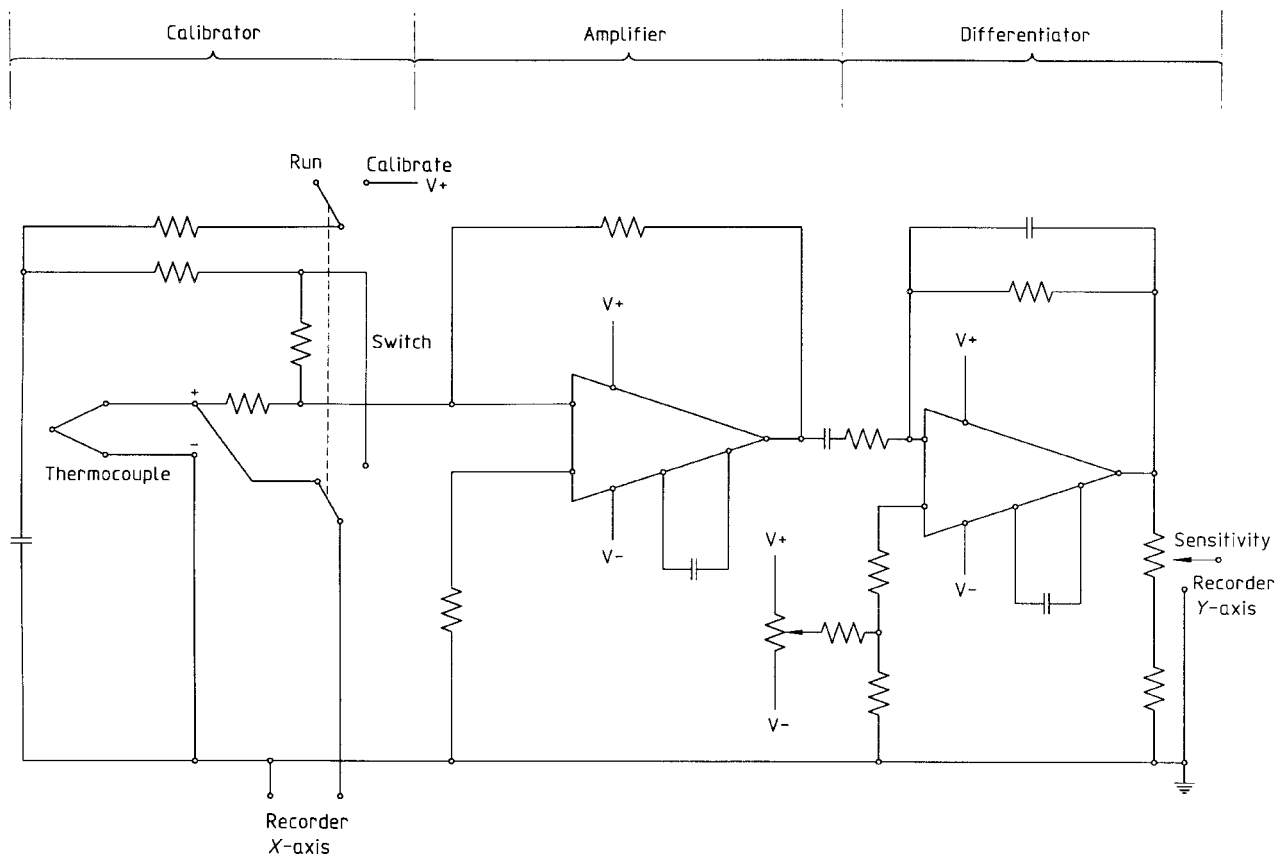 Calibrator
Amplifier
Differentiator
Run
Calibrate
V+
Switch
V+
V+
+
-
Thermocouple
V-
V+
V-
Sensitivity
Recorder
Y-axis
V-
Recorder
X-axis